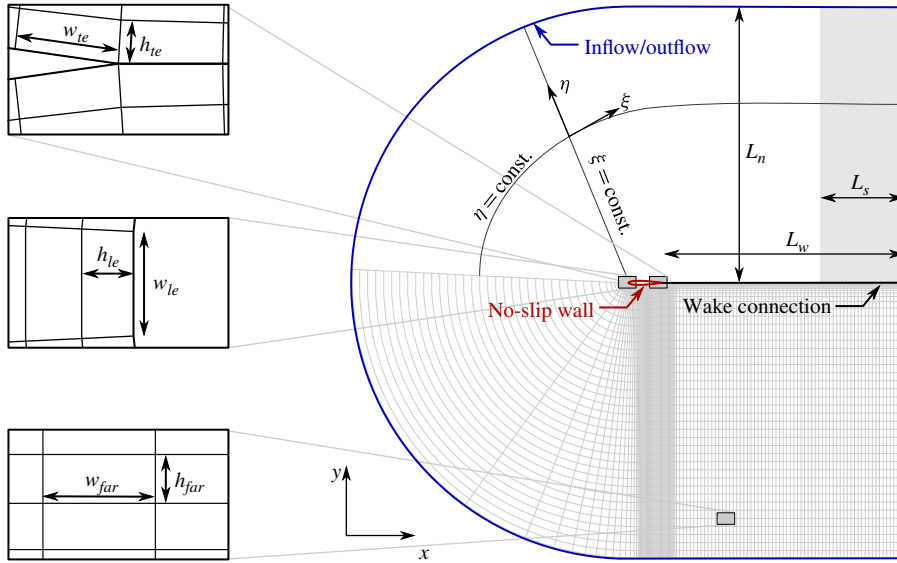 w_te
h_te
Inflow/outflow
η
ξ
L_n
η = const.
ξ = const.
L_s
h_le
w_le
L_w
No-slip wall
Wake connection
w_far
h_far
y
x